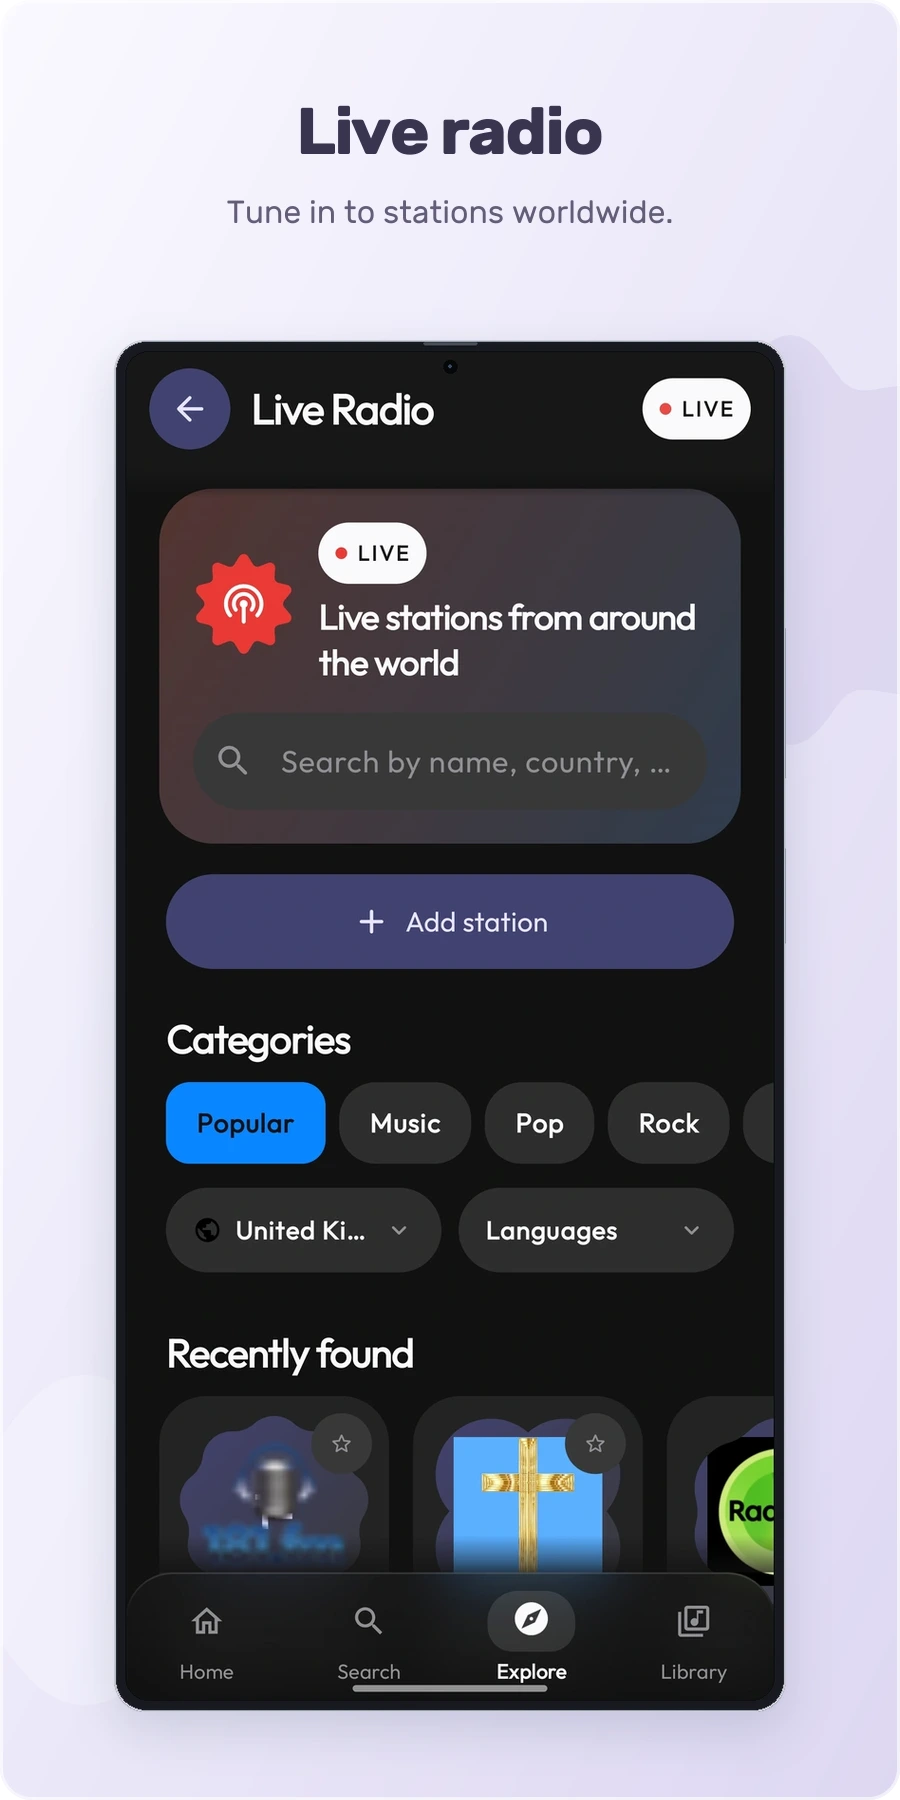 Live radio
Tune in to stations worldwide.
Live Radio
LIVE
LIVE
Live stations from around
the world
Search by name, country, ...
Add station
Categories
Popular
Music
Pop
Rock
United Ki...
Languages
Recently found
Home
Search
Explore
Library